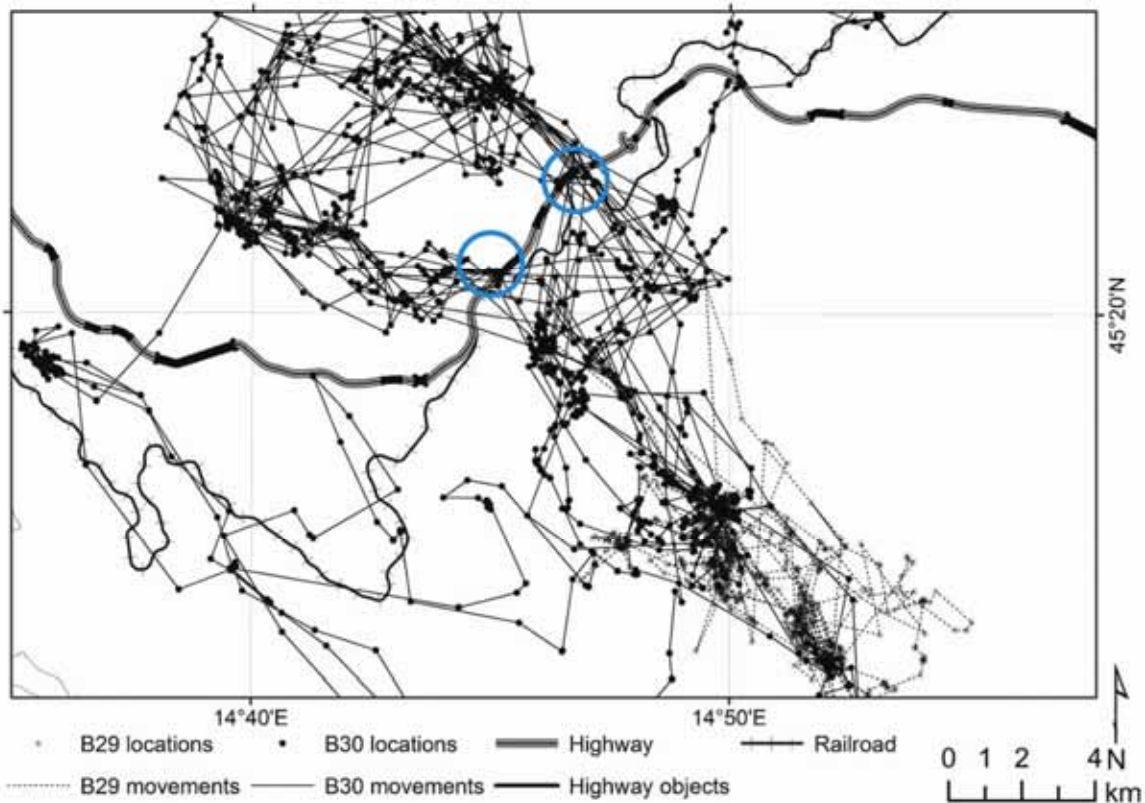 45°20'N
14°40'E 14°50'E
B29 locations B30 locations Highway Railroad
B29 movements B30 movements Highway objects
0 1 2 4
km
N